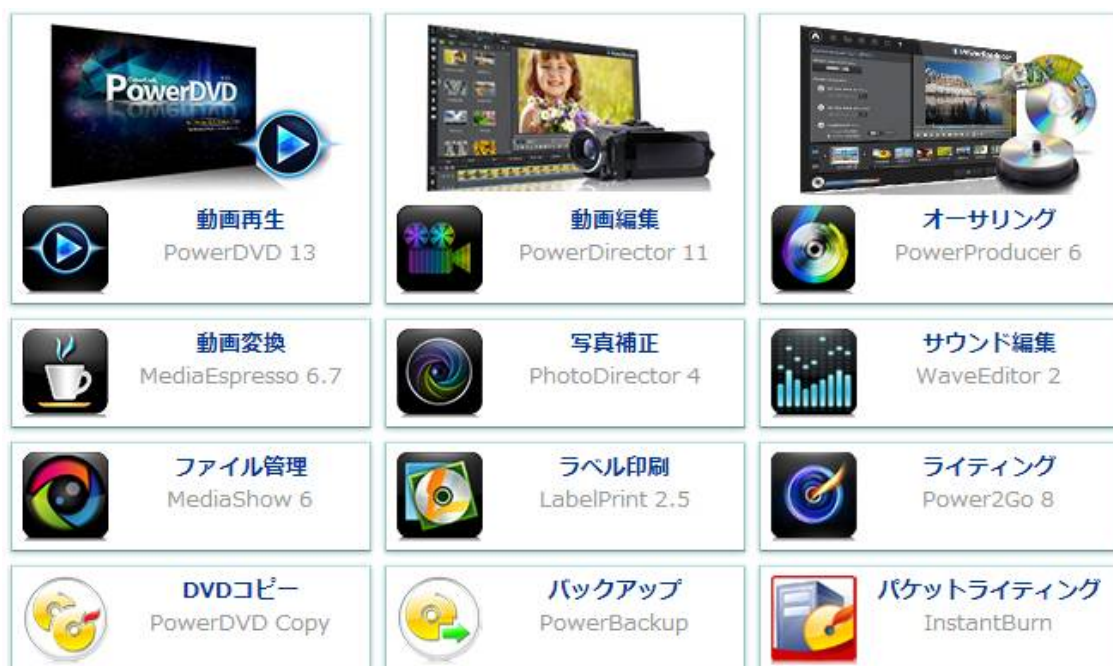 PowerDVD
PowerProducer
動画再生
PowerDVD 13
動画編集
PowerDirector 11
オーサリング
PowerProducer 6
動画変換
MediaEspresso 6.7
写真補正
PhotoDirector 4
サウンド編集
WaveEditor 2
ファイル管理
MediaShow 6
ラベル印刷
LabelPrint 2.5
ライティング
Power2Go 8
DVDコピー
PowerDVD Copy
バックアップ
PowerBackup
パケットライティング
InstantBurn